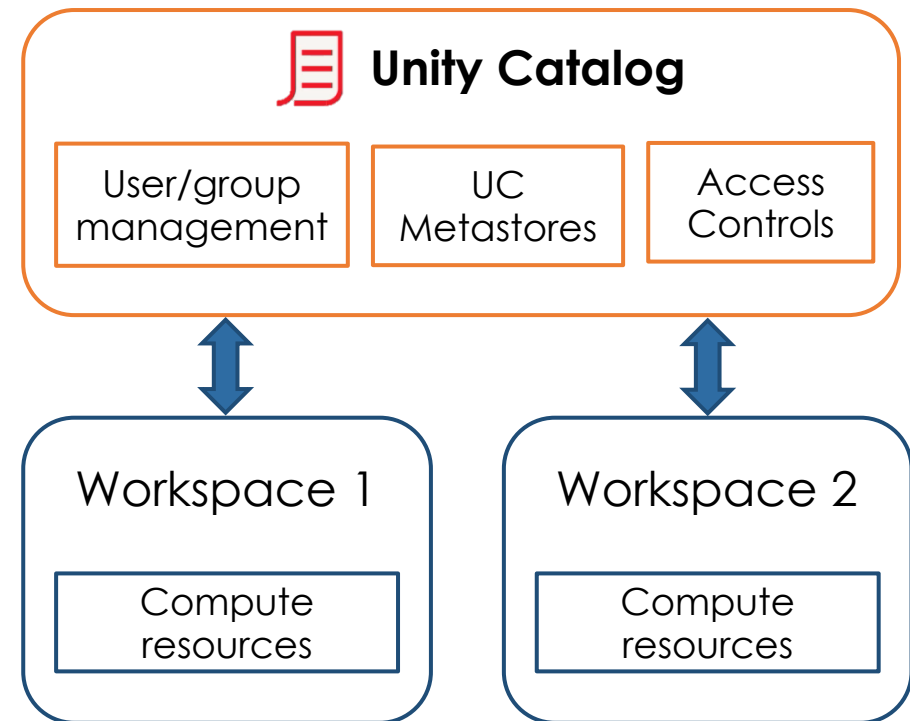 Unity Catalog
User/group
management
UC
Metastores
Access
Controls
Workspace 1
Compute
resources
Workspace 2
Compute
resources